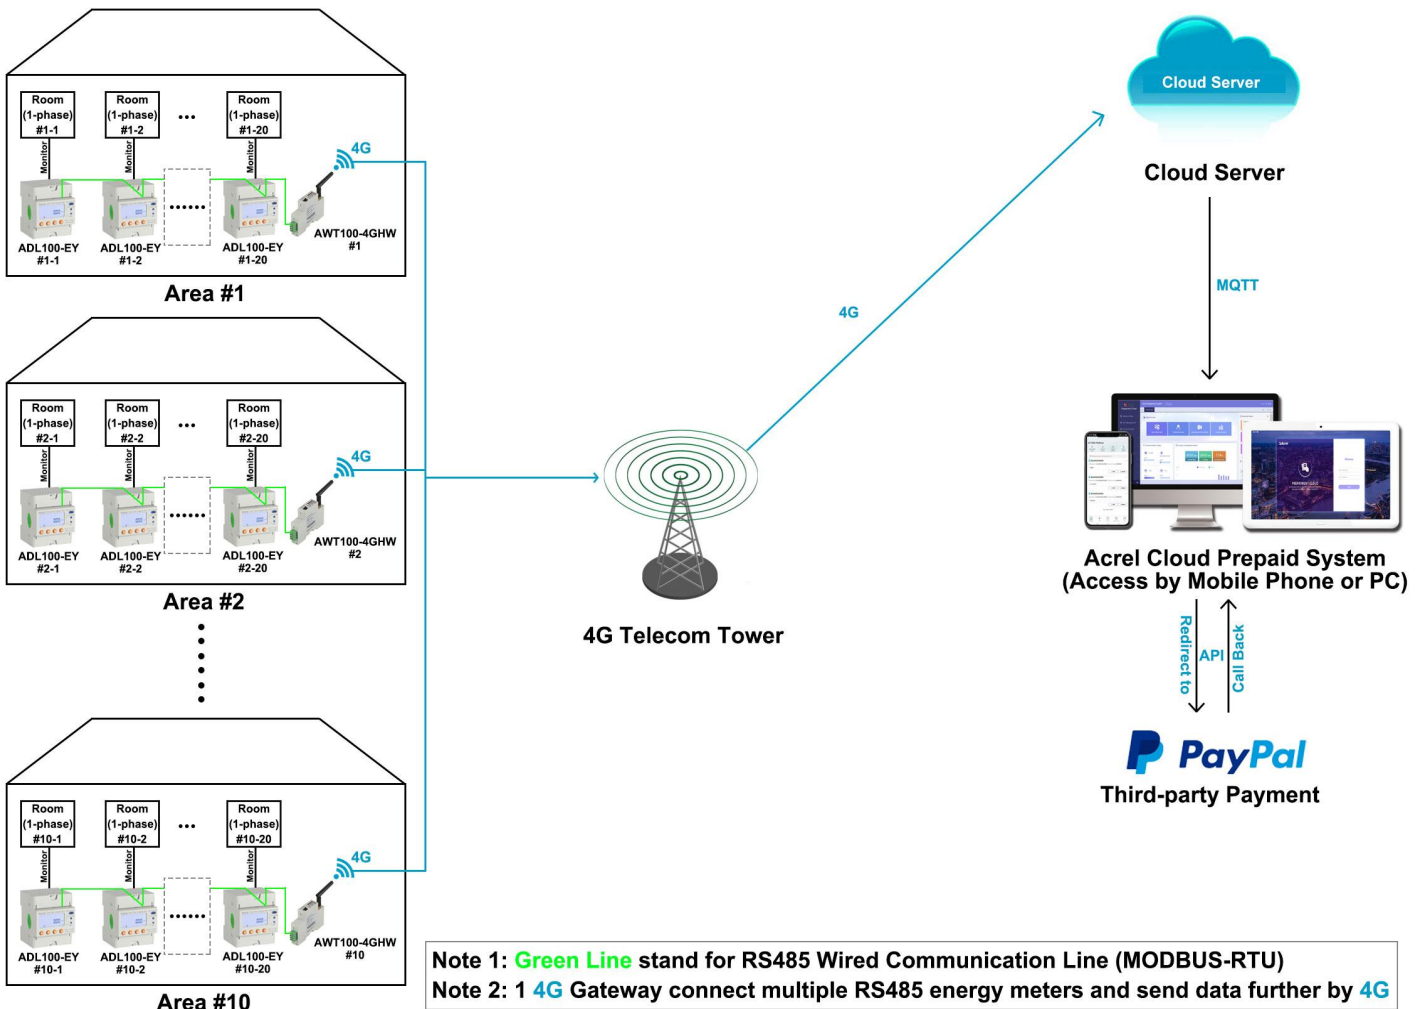 Room
(1-phase)
#1-1
Room
(1-phase)
#1-2
...
Room
(1-phase)
#1-20
Monitor
Monitor
Monitor
4G
......
ADL100-EY
#1-1
ADL100-EY
#1-2
ADL100-EY
#1-20
AWT100-4GHW
#1
Area #1
Room
(1-phase)
#2-1
Room
(1-phase)
#2-2
...
Room
(1-phase)
#2-20
Monitor
Monitor
Monitor
4G
......
ADL100-EY
#2-1
ADL100-EY
#2-2
ADL100-EY
#2-20
AWT100-4GHW
#2
Area #2
Room
(1-phase)
#10-1
Room
(1-phase)
#10-2
...
Room
(1-phase)
#10-20
Monitor
Monitor
Monitor
4G
......
ADL100-EY
#10-1
ADL100-EY
#10-2
ADL100-EY
#10-20
AWT100-4GHW
#10
Area #10
4G Telecom Tower
4G
Cloud Server
Cloud Server
MQTT
Acrel Cloud Prepaid System
(Access by Mobile Phone or PC)
Redirect to
API
Call Back
PayPal
Third-party Payment
Note 1: Green Line stand for RS485 Wired Communication Line (MODBUS-RTU)
Note 2: 1 4G Gateway connect multiple RS485 energy meters and send data further by 4G